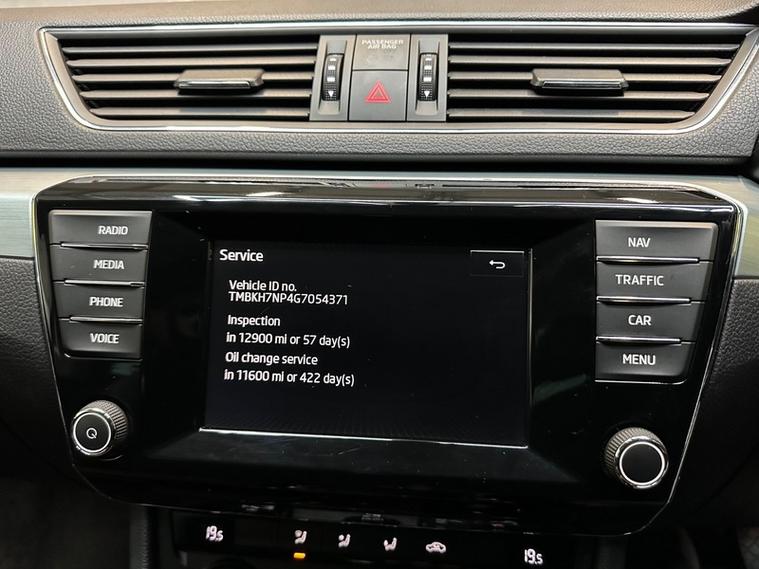 PASSENGER
AIR BAG
RADIO
MEDIA
PHONE
VOICE
Service
Vehicle ID no.
TMBKH7NP4G7054371
Inspection
in 12900 mi or 57 day(s)
Oil change service
in 11600 mi or 422 day(s)
NAV
TRAFFIC
CAR
MENU
19.5
19.5